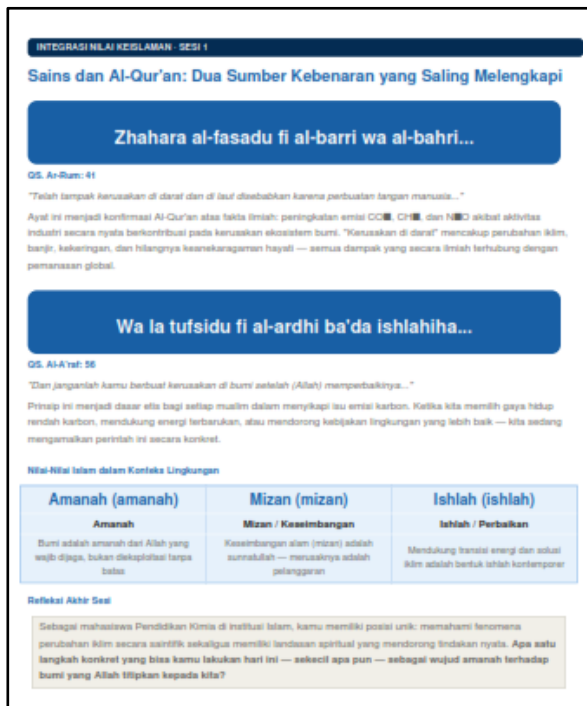 INTEGRASI NILAI KEISLAMAN · SESI 1
Sains dan Al-Qur'an: Dua Sumber Kebenaran yang Saling Melengkapi
Zhahara al-fasadu fi al-barri wa al-bahri...
QS. Ar-Rum: 41
"Telah tampak kerusakan di darat dan di laut disebabkan karena perbuatan tangan manusia..."
Ayat ini menjadi konfirmasi Al-Qur'an atas fakta ilmiah: peningkatan emisi CO■, CH■, dan N■O akibat aktivitas
industri secara nyata berkontribusi pada kerusakan ekosistem bumi. "Kerusakan di darat" mencakup perubahan iklim,
banjir, kekeringan, dan hilangnya keanekaragaman hayati — semua dampak yang secara ilmiah terhubung dengan
pemanasan global.
Wa la tufsidu fi al-ardhi ba'da ishlahiha...
QS. Al-A'raf: 56
"Dan janganlah kamu berbuat kerusakan di bumi setelah (Allah) memperbaikinya..."
Prinsip ini menjadi dasar etis bagi setiap muslim dalam menyikapi isu emisi karbon. Ketika kita memilih gaya hidup
rendah karbon, mendukung energi terbarukan, atau mendorong kebijakan lingkungan yang lebih baik — kita sedang
mengamalkan perintah ini secara konkret.
Nilai-Nilai Islam dalam Konteks Lingkungan
Amanah (amanah)
Amanah
Bumi adalah amanah dari Allah yang
wajib dijaga, bukan dieksploitasi tanpa
batas
Mizan (mizan)
Mizan / Keseimbangan
Keseimbangan alam (mizan) adalah
sunnatullah — merusaknya adalah
pelanggaran
Ishlah (ishlah)
Ishlah / Perbaikan
Mendukung transisi energi dan solusi
iklim adalah bentuk ishlah kontemporer
Refleksi Akhir Sesi
Sebagai mahasiswa Pendidikan Kimia di institusi Islam, kamu memiliki posisi unik: memahami fenomena
perubahan iklim secara saintifik sekaligus memiliki landasan spiritual yang mendorong tindakan nyata. Apa satu
langkah konkret yang bisa kamu lakukan hari ini — sekecil apa pun — sebagai wujud amanah terhadap
bumi yang Allah titipkan kepada kita?